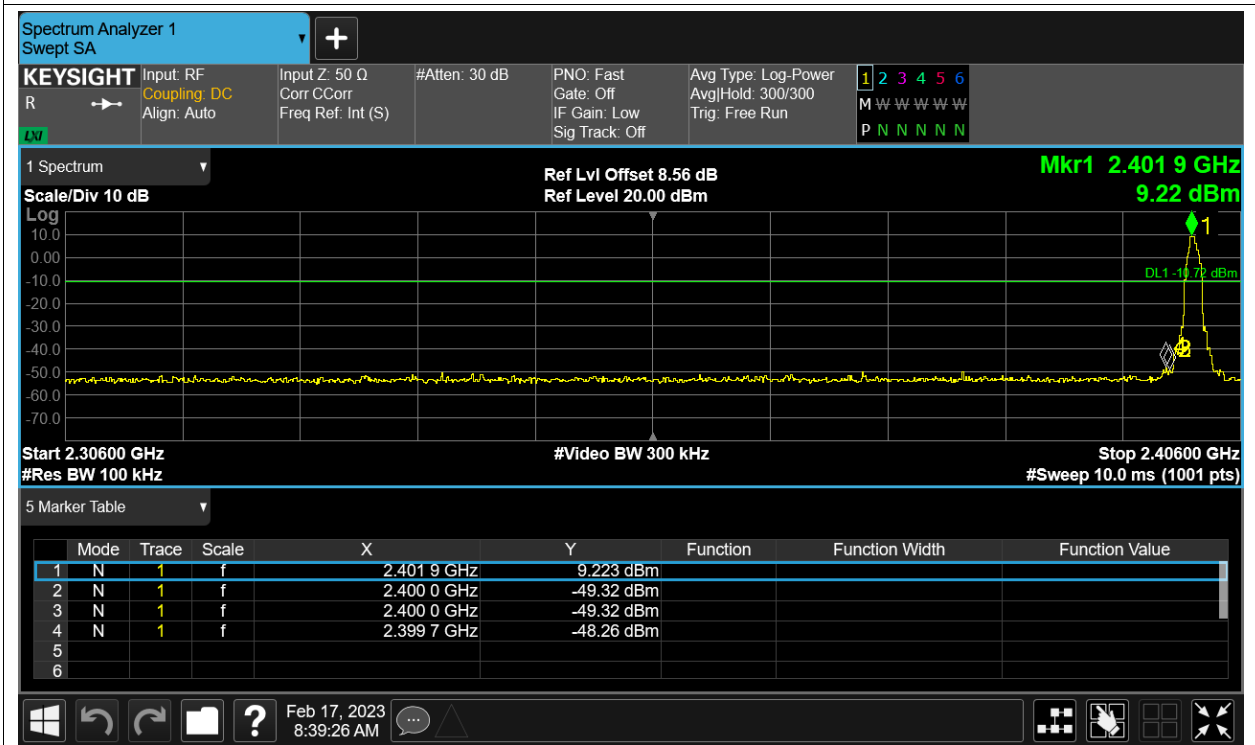 Spectrum Analyzer 1
Swept SA
+
KEYSIGHT Input: RF Input Z: 50 Ω #Atten: 30 dB PNO: Fast Avg Type: Log-Power 1 2 3 4 5 6
R Coupling: DC Corr CCorr Gate: Off Avg|Hold: 300/300 M W W W W W
Align: Auto Freq Ref: Int (S) IF Gain: Low Trig: Free Run
LXI Sig Track: Off P N N N N N
1 Spectrum Ref Lvl Offset 8.56 dB Mkr1 2.401 9 GHz
Scale/Div 10 dB Ref Level 20.00 dBm 9.22 dBm
Log
1
10.0
0.00
DL1 -10.72 dBm
-10.0
-20.0
-30.0
-40.0
-50.0
-60.0
-70.0
Start 2.30600 GHz #Video BW 300 kHz Stop 2.40600 GHz
#Res BW 100 kHz #Sweep 10.0 ms (1001 pts)
5 Marker Table
Mode Trace Scale X Y Function Function Width Function Value
1 N 1 f 2.401 9 GHz 9.223 dBm
2 N 1 f 2.400 0 GHz -49.32 dBm
3 N 1 f 2.400 0 GHz -49.32 dBm
4 N 1 f 2.399 7 GHz -48.26 dBm
5
6
? Feb 17, 2023
8:39:26 AM